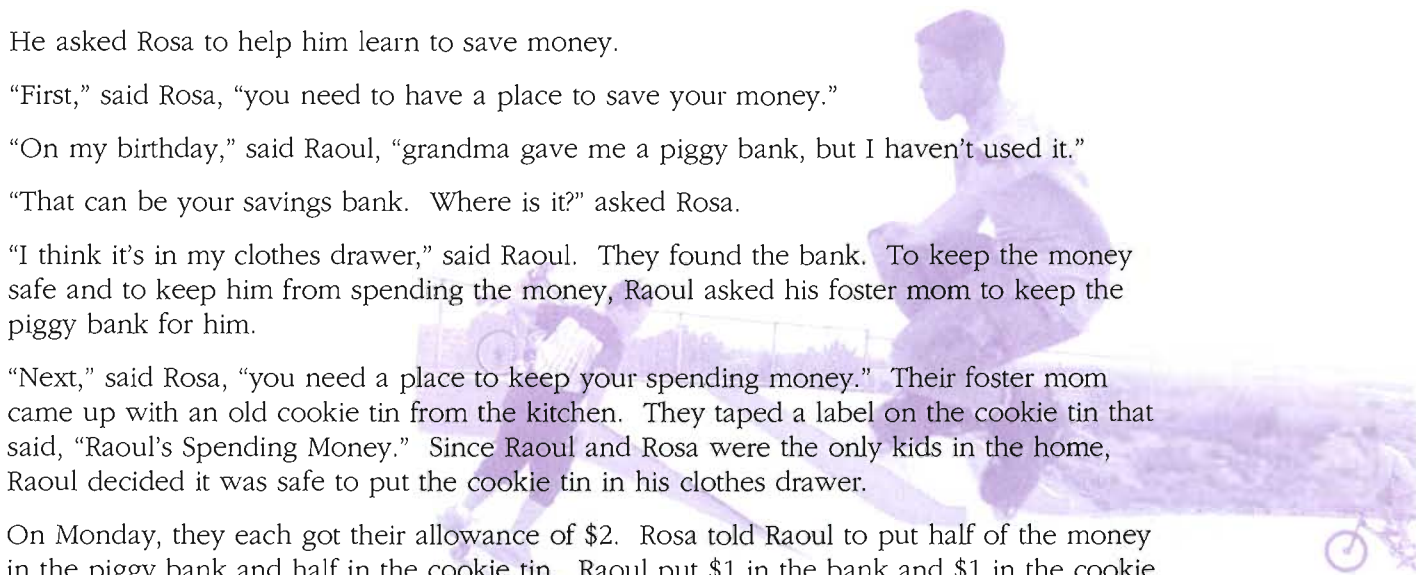 He asked Rosa to help him learn to save money.
“First,” said Rosa, “you need to have a place to save your money.”
“On my birthday,” said Raoul, “grandma gave me a piggy bank, but I haven’t used it.”
“That can be your savings bank.  Where is it?” asked Rosa.
“I think it’s in my clothes drawer,” said Raoul.  They found the bank.  To keep the money
safe and to keep him from spending the money, Raoul asked his foster mom to keep the
piggy bank for him.
“Next,” said Rosa, “you need a place to keep your spending money.”  Their foster mom
came up with an old cookie tin from the kitchen.  They taped a label on the cookie tin that
said, “Raoul’s Spending Money.”  Since Raoul and Rosa were the only kids in the home,
Raoul decided it was safe to put the cookie tin in his clothes drawer.
On Monday, they each got their allowance of $2.  Rosa told Raoul to put half of the money
in the piggy bank and half in the cookie tin.  Raoul put $1 in the bank and $1 in the cookie